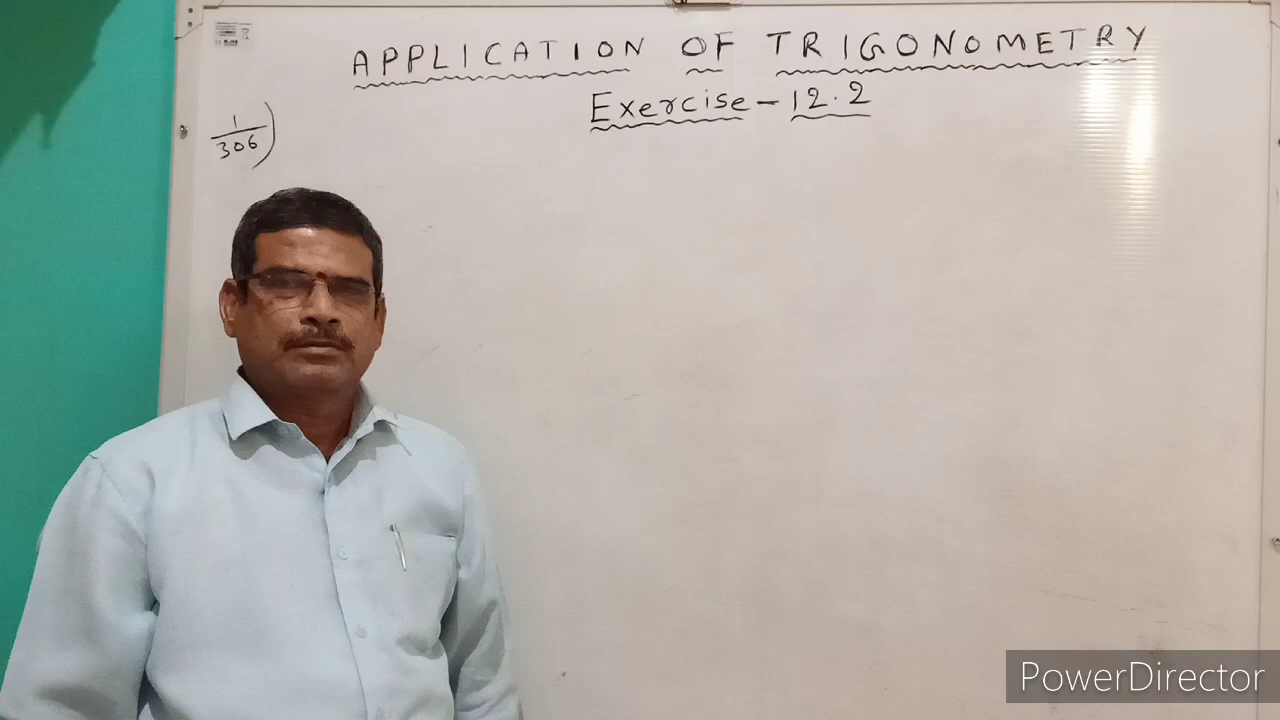 APPLICATION OF TRIGONOMETRY
Exercise-12.2
1
306)
PowerDirector